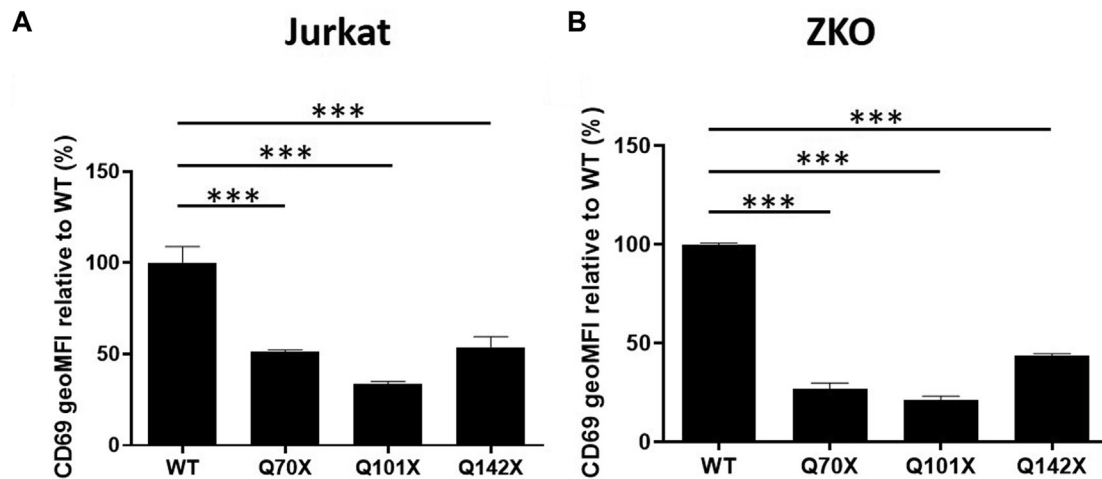 A
Jurkat
CD69 geoMFI relative to WT (%)
150
100
50
0
***
***
***
WT Q70X Q101X Q142X
B
ZKO
CD69 geoMFI relative to WT (%)
150
100
50
0
***
***
***
WT Q70X Q101X Q142X